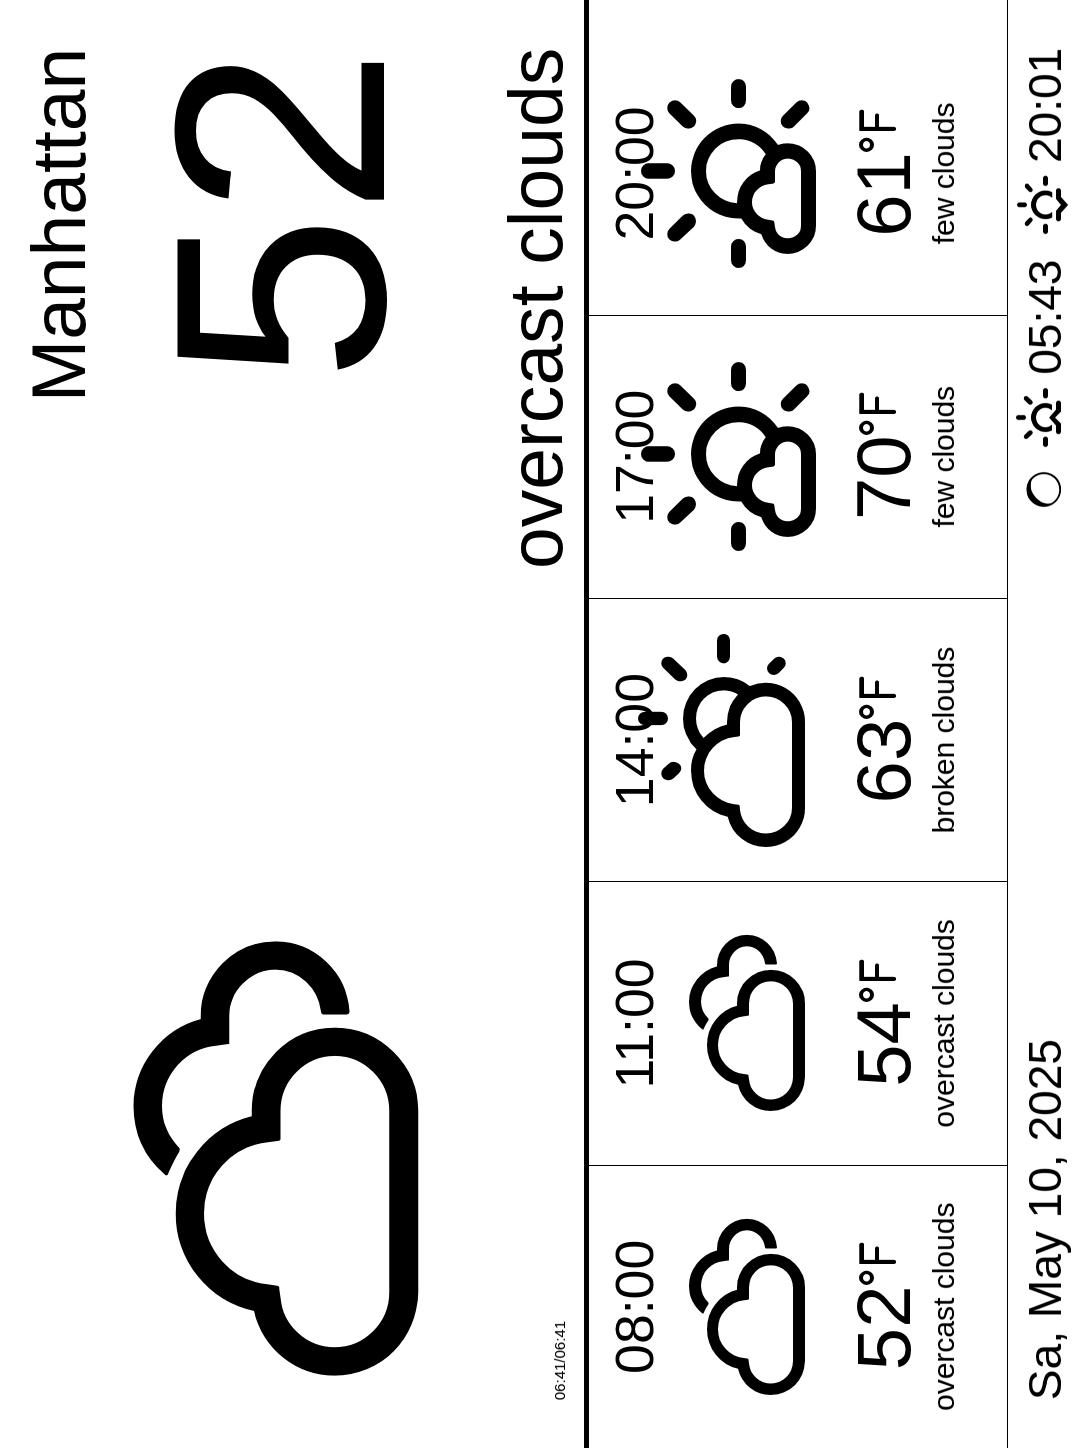 Manhattan
52
overcast clouds
06:41/06:41
08:00
52°F
overcast clouds
11:00
54°F
overcast clouds
14:00
63°F
broken clouds
17:00
70°F
few clouds
20:00
61°F
few clouds
Sa, May 10, 2025
05:43 20:01